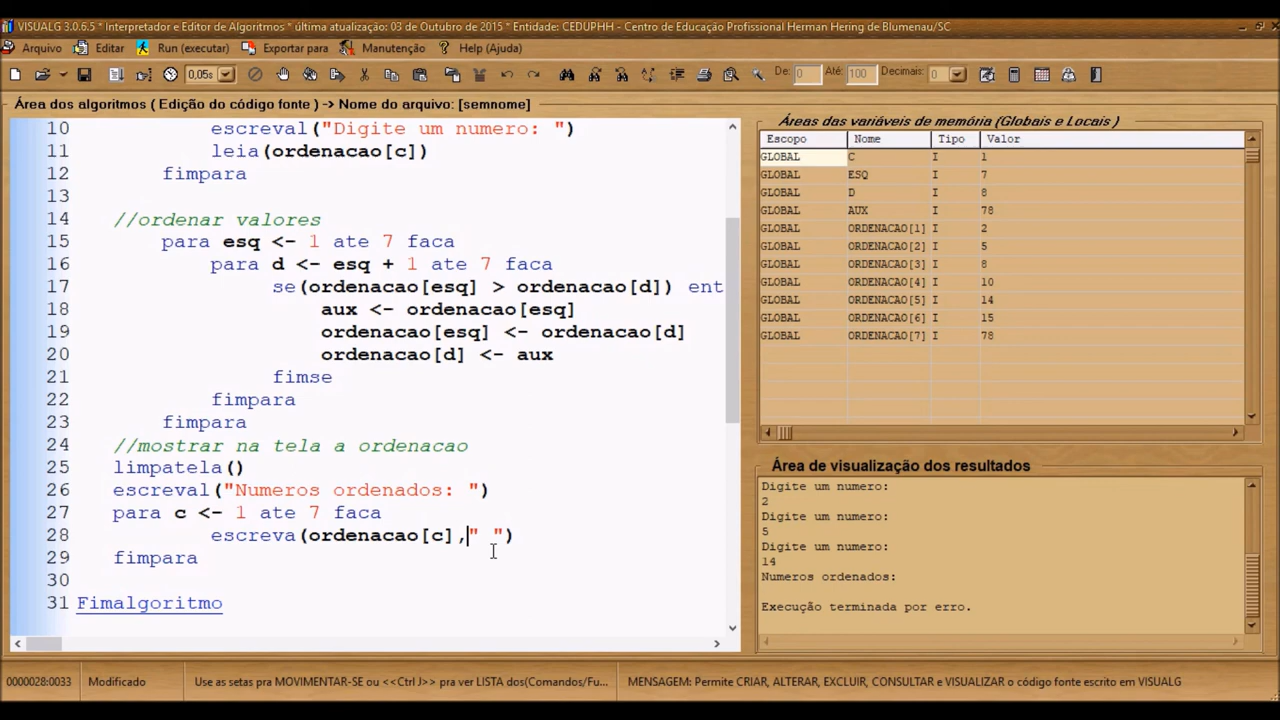 VISUALG 3.0.6.5 * Interpretador e Editor de Algoritmos * última atualização: 03 de Outubro de 2015 * Entidade: CEDUPHH - Centro de Educação Profissional Herman Hering de Blumenau/SC
Arquivo Editar Run (executar) Exportar para Manutenção ? Help (Ajuda)
0,05s De: 0 Até: 100 Decimais: 0
Área dos algoritmos ( Edição do código fonte ) -> Nome do arquivo: [semnome]
10 escreval("Digite um numero: ")
11 leia(ordenacao[c])
12 fimpara
13
14 //ordenar valores
15 para esq <- 1 ate 7 faca
16 para d <- esq + 1 ate 7 faca
17 se(ordenacao[esq] > ordenacao[d]) ent
18 aux <- ordenacao[esq]
19 ordenacao[esq] <- ordenacao[d]
20 ordenacao[d] <- aux
21 fimse
22 fimpara
23 fimpara
24 //mostrar na tela a ordenacao
25 limpatela()
26 escreval("Numeros ordenados: ")
27 para c <- 1 ate 7 faca
28 escreva(ordenacao[c]," ")
29 fimpara
30
31 Fimalgoritmo
Áreas das variáveis de memória (Globais e Locais )
Escopo Nome Tipo Valor
GLOBAL C I 1
GLOBAL ESQ I 7
GLOBAL D I 8
GLOBAL AUX I 78
GLOBAL ORDENACAO[1] I 2
GLOBAL ORDENACAO[2] I 5
GLOBAL ORDENACAO[3] I 8
GLOBAL ORDENACAO[4] I 10
GLOBAL ORDENACAO[5] I 14
GLOBAL ORDENACAO[6] I 15
GLOBAL ORDENACAO[7] I 78
Área de visualização dos resultados
Digite um numero:
2
Digite um numero:
5
Digite um numero:
14
Numeros ordenados:
Execução terminada por erro.
0000028:0033 Modificado Use as setas pra MOVIMENTAR-SE ou <<Ctrl J>> pra ver LISTA dos(Comandos/Fu... MENSAGEM: Permite CRIAR, ALTERAR, EXCLUIR, CONSULTAR e VISUALIZAR o código fonte escrito em VISUALG